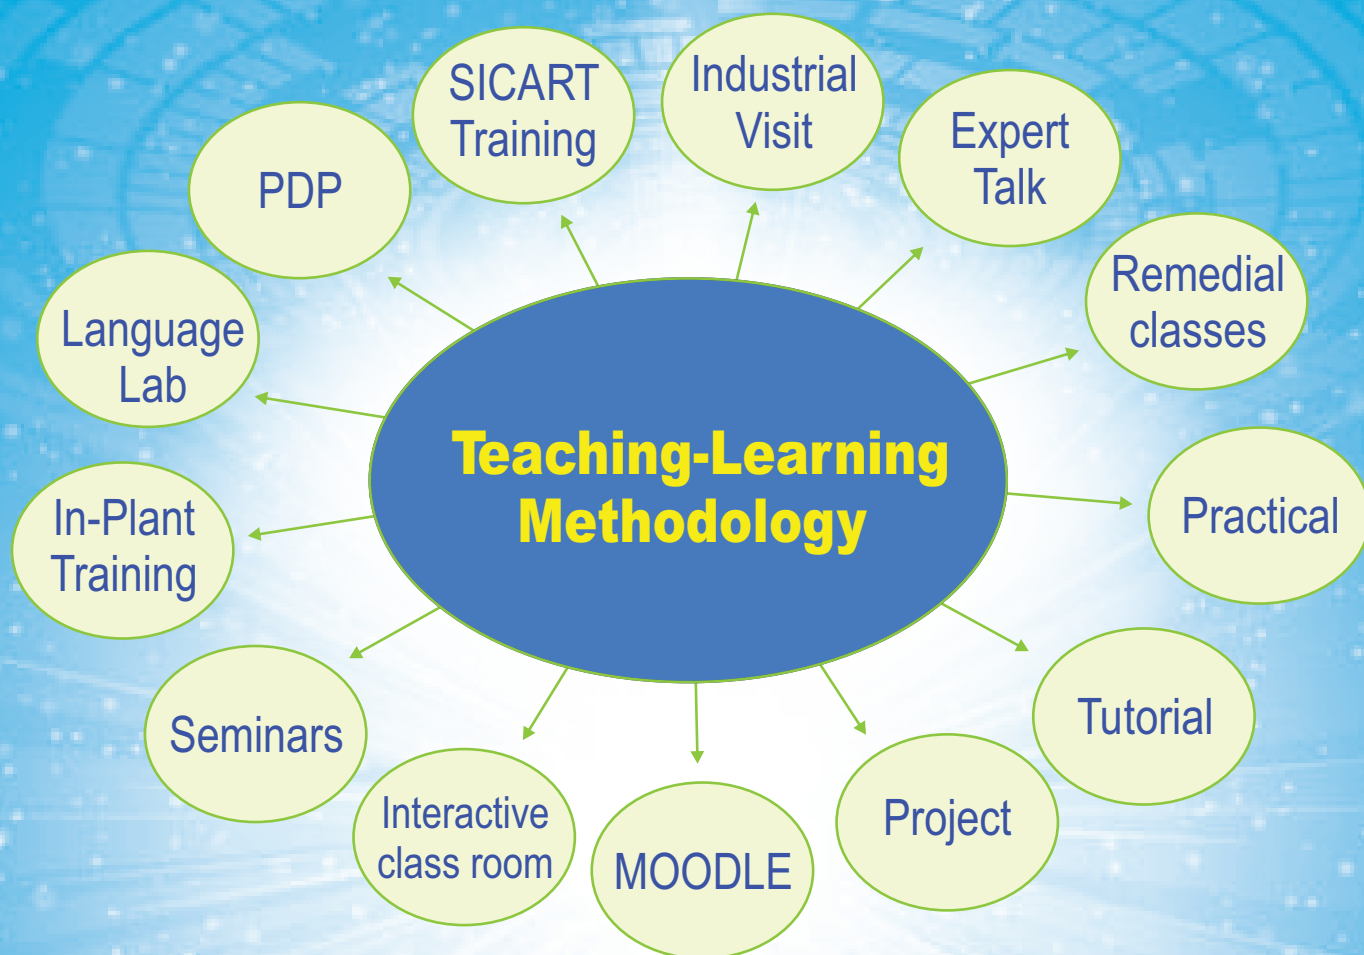 SICART
Training
Industrial
Visit
Expert
Talk
PDP
Remedial
classes
Language
Lab
Teaching-Learning
Methodology
In-Plant
Training
Practical
Seminars
Tutorial
Interactive
class room
MOODLE
Project